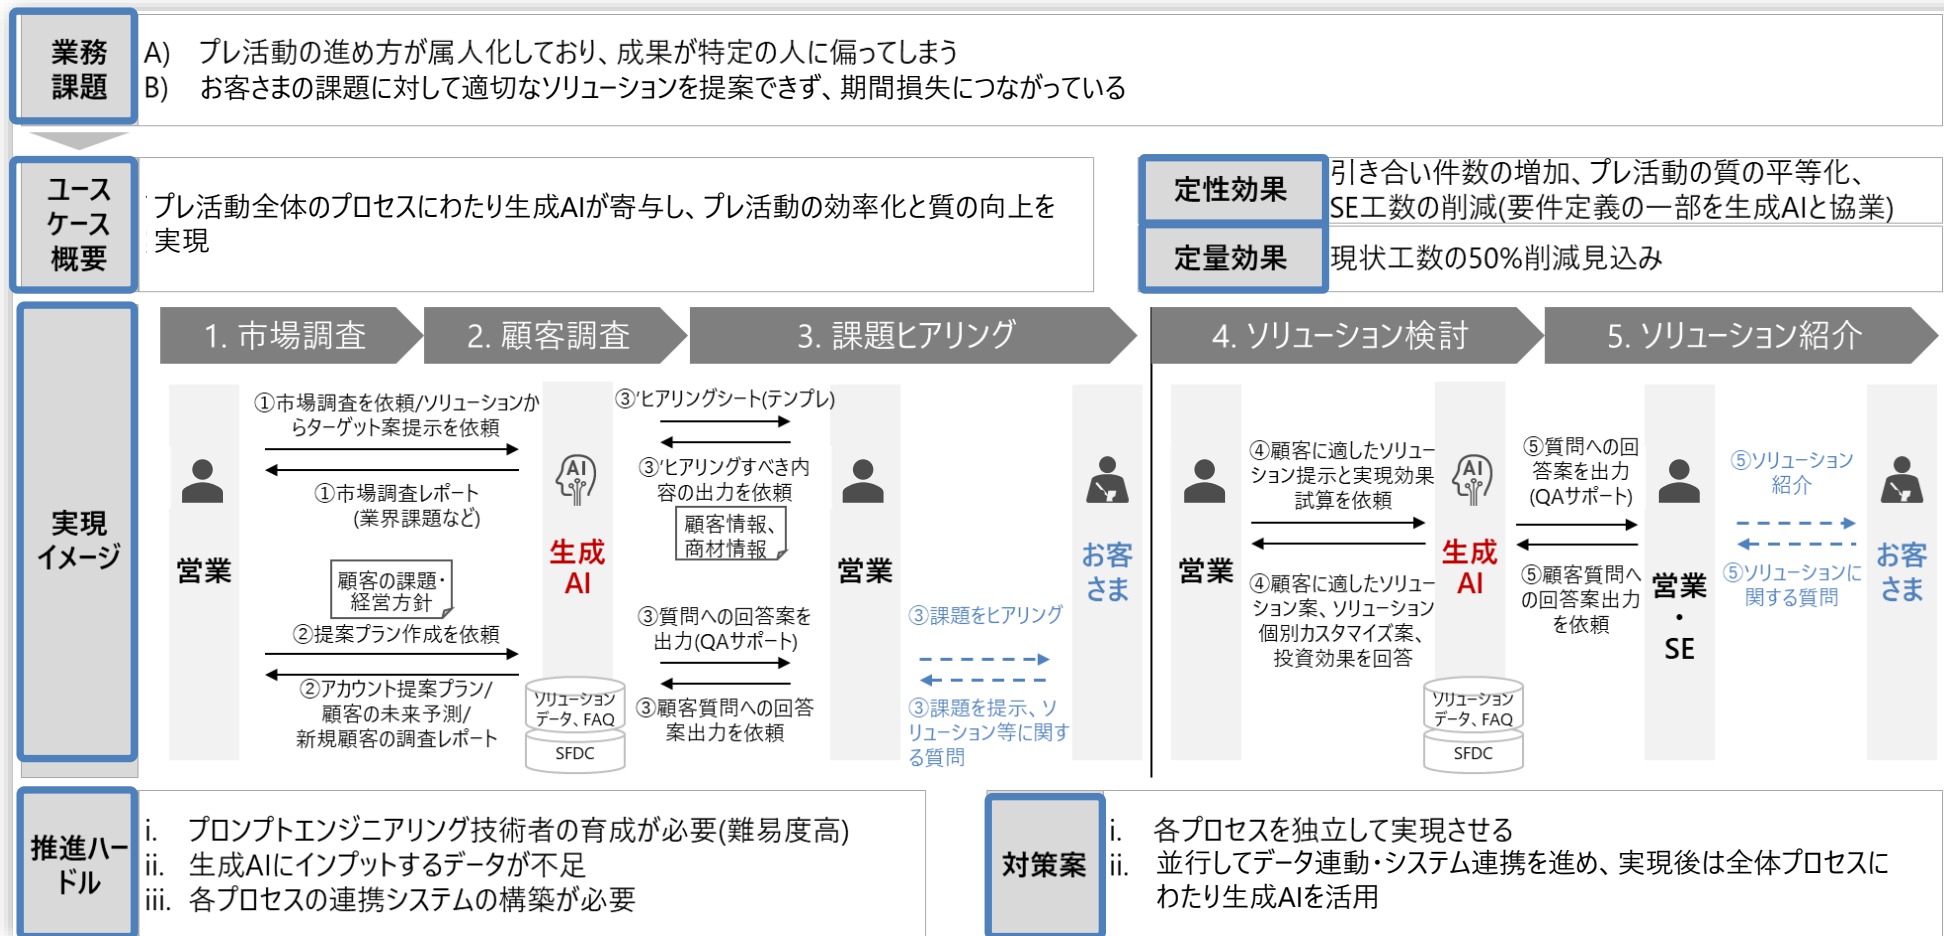 業務
課題
A) プレ活動の進め方が属人化しており、成果が特定の人に偏ってしまう
B) お客さまの課題に対して適切なソリューションを提案できず、期間損失につながっている
ユース
ケース
概要
プレ活動全体のプロセスにわたり生成AIが寄与し、プレ活動の効率化と質の向上を
実現
定性効果
引き合い件数の増加、プレ活動の質の平等化、
SE工数の削減(要件定義の一部を生成AIと協業)
定量効果
現状工数の50%削減見込み
実現
イメージ
1. 市場調査
2. 顧客調査
3. 課題ヒアリング
4. ソリューション検討
5. ソリューション紹介
営業
①市場調査を依頼/ソリューションか
らターゲット案提示を依頼
①市場調査レポート
(業界課題など)
顧客の課題・
経営方針
②提案プラン作成を依頼
②アカウント提案プラン/
顧客の未来予測/
新規顧客の調査レポート
AI
生成
AI
ソリューション
データ、FAQ
SFDC
③'ヒアリングシート(テンプレ)
③'ヒアリングすべき内
容の出力を依頼
顧客情報、
商材情報
③質問への回答案を
出力(QAサポート)
③顧客質問への回答
案出力を依頼
営業
③課題をヒアリング
③課題を提示、ソ
リューション等に関す
る質問
お客
さま
営業
④顧客に適したソリュー
ション提示と実現効果
試算を依頼
④顧客に適したソリュー
ション案、ソリューション
個別カスタマイズ案、
投資効果を回答
AI
生成
AI
ソリューション
データ、FAQ
SFDC
⑤質問への回
答案を出力
(QAサポート)
⑤顧客質問へ
の回答案出力
を依頼
営業
・
SE
⑤ソリューション
紹介
⑤ソリューションに
関する質問
お客
さま
推進ハー
ドル
i. プロンプトエンジニアリング技術者の育成が必要(難易度高)
ii. 生成AIにインプットするデータが不足
iii. 各プロセスの連携システムの構築が必要
対策案
i. 各プロセスを独立して実現させる
ii. 並行してデータ連動・システム連携を進め、実現後は全体プロセスに
わたり生成AIを活用